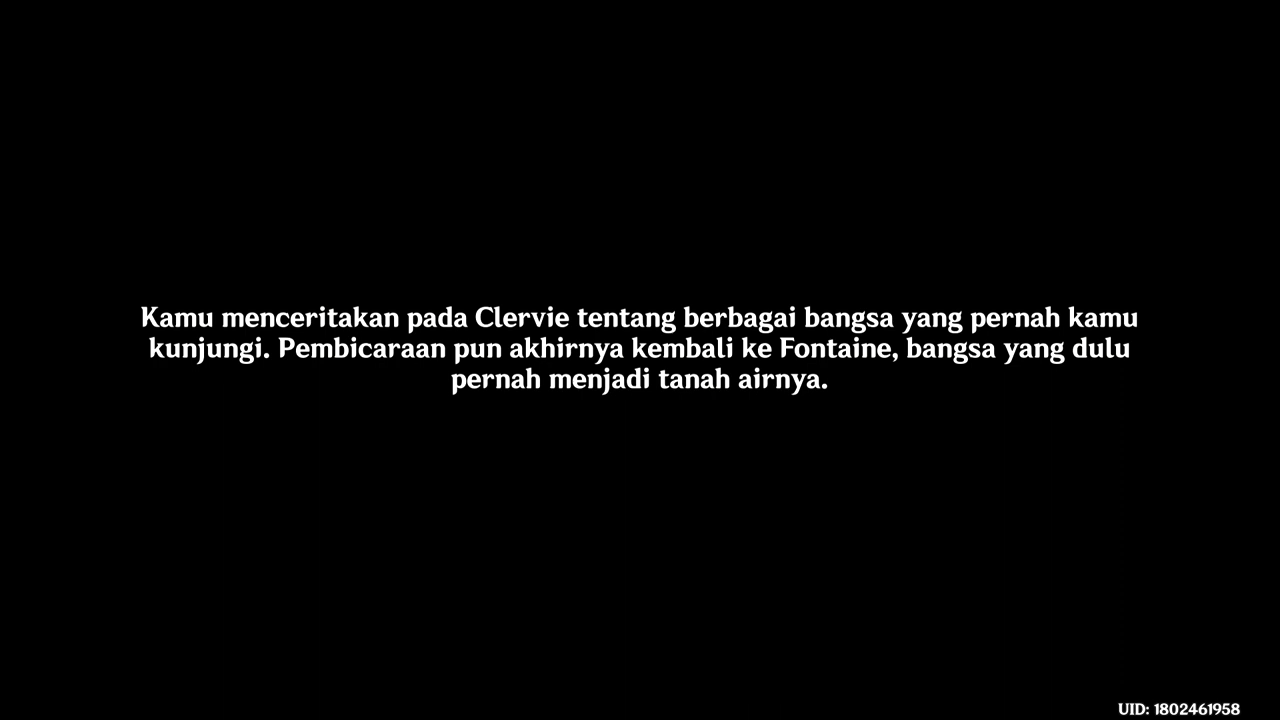 Kamu menceritakan pada Clervie tentang berbagai bangsa yang pernah kamu
kunjungi. Pembicaraan pun akhirnya kembali ke Fontaine, bangsa yang dulu
pernah menjadi tanah airnya.
UID: 1802461958